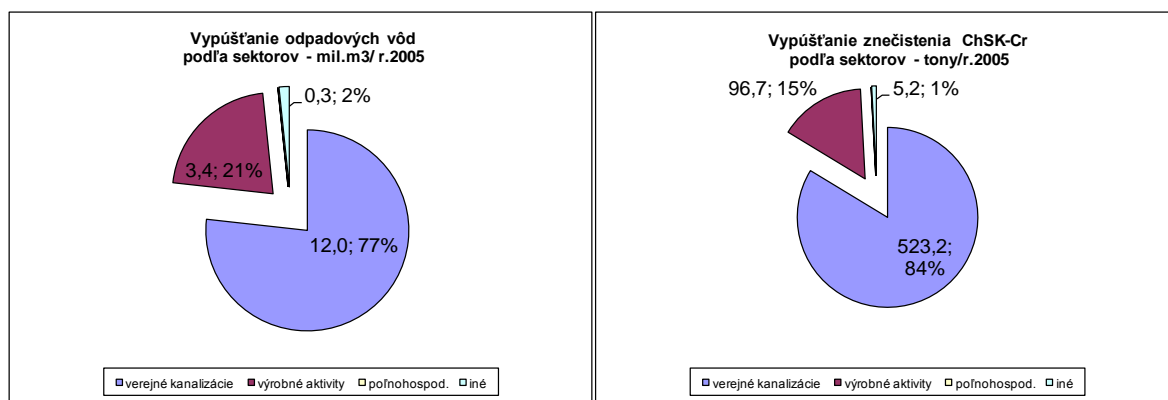 Vypúšťanie odpadových vôd
podľa sektorov - mil.m3/ r.2005
0,3; 2%
3,4; 21%
12,0; 77%
verejné kanalizácie výrobné aktivity poľnohospod. iné
Vypúšťanie znečistenia ChSK-Cr
podľa sektorov - tony/r.2005
96,7; 15%
5,2; 1%
523,2;
84%
verejné kanalizácie výrobné aktivity poľnohospod. iné